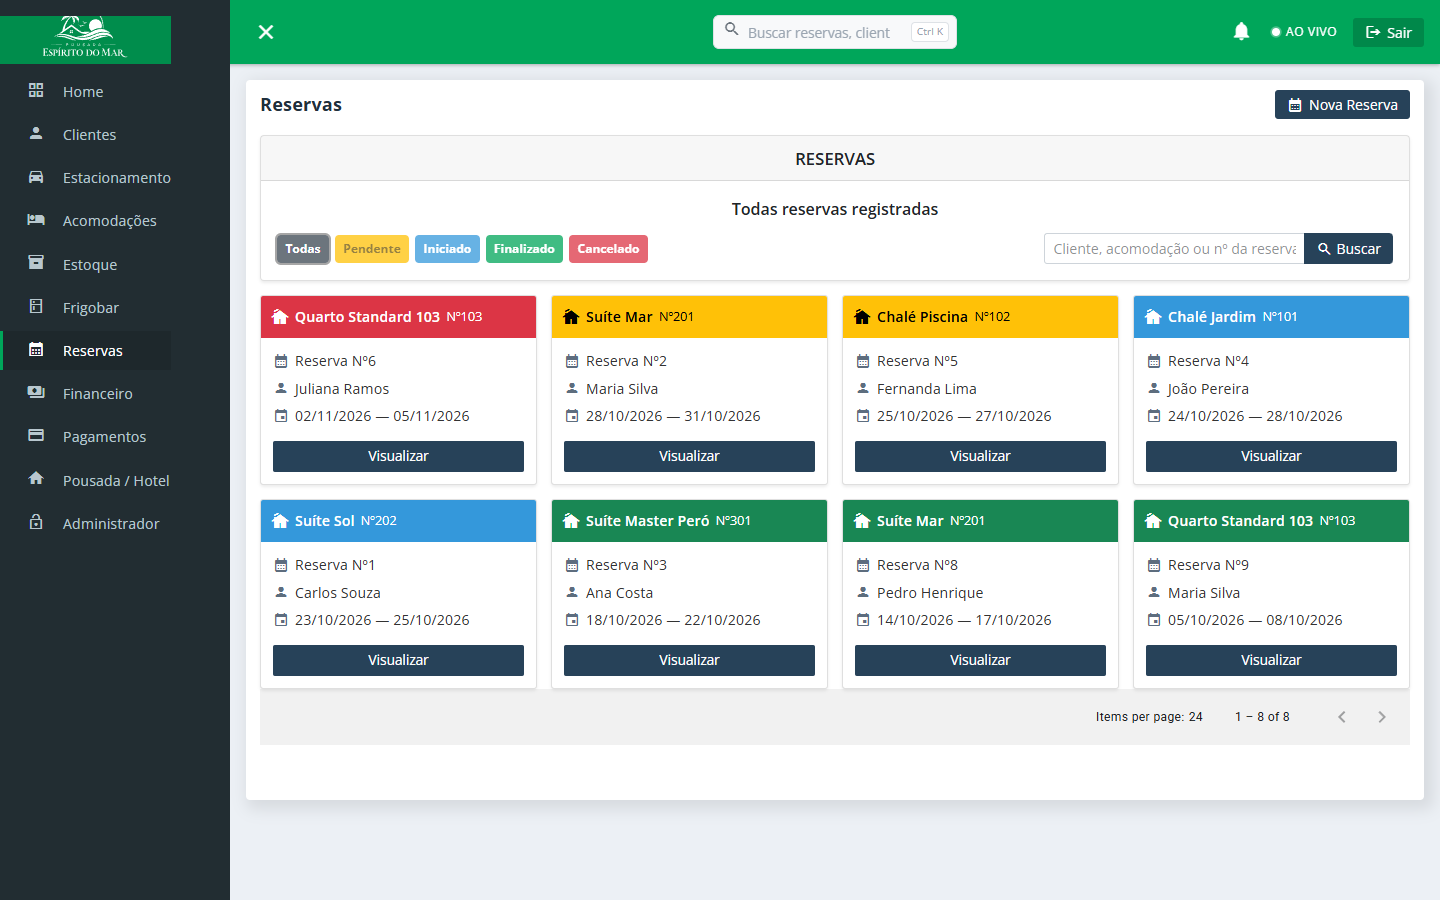 POUSADA
ESPÍRITO DO MAR
Buscar reservas, client
Ctrl K
AO VIVO
Sair
Home
Clientes
Estacionamento
Acomodações
Estoque
Frigobar
Reservas
Financeiro
Pagamentos
Pousada / Hotel
Administrador
Reservas
Nova Reserva
RESERVAS
Todas reservas registradas
Todas
Pendente
Iniciado
Finalizado
Cancelado
Cliente, acomodação ou nº da reserva
Buscar
Quarto Standard 103 Nº103
Reserva Nº6
Juliana Ramos
02/11/2026 — 05/11/2026
Visualizar
Suíte Mar Nº201
Reserva Nº2
Maria Silva
28/10/2026 — 31/10/2026
Visualizar
Chalé Piscina Nº102
Reserva Nº5
Fernanda Lima
25/10/2026 — 27/10/2026
Visualizar
Chalé Jardim Nº101
Reserva Nº4
João Pereira
24/10/2026 — 28/10/2026
Visualizar
Suíte Sol Nº202
Reserva Nº1
Carlos Souza
23/10/2026 — 25/10/2026
Visualizar
Suíte Master Peró Nº301
Reserva Nº3
Ana Costa
18/10/2026 — 22/10/2026
Visualizar
Suíte Mar Nº201
Reserva Nº8
Pedro Henrique
14/10/2026 — 17/10/2026
Visualizar
Quarto Standard 103 Nº103
Reserva Nº9
Maria Silva
05/10/2026 — 08/10/2026
Visualizar
Items per page: 24
1 – 8 of 8